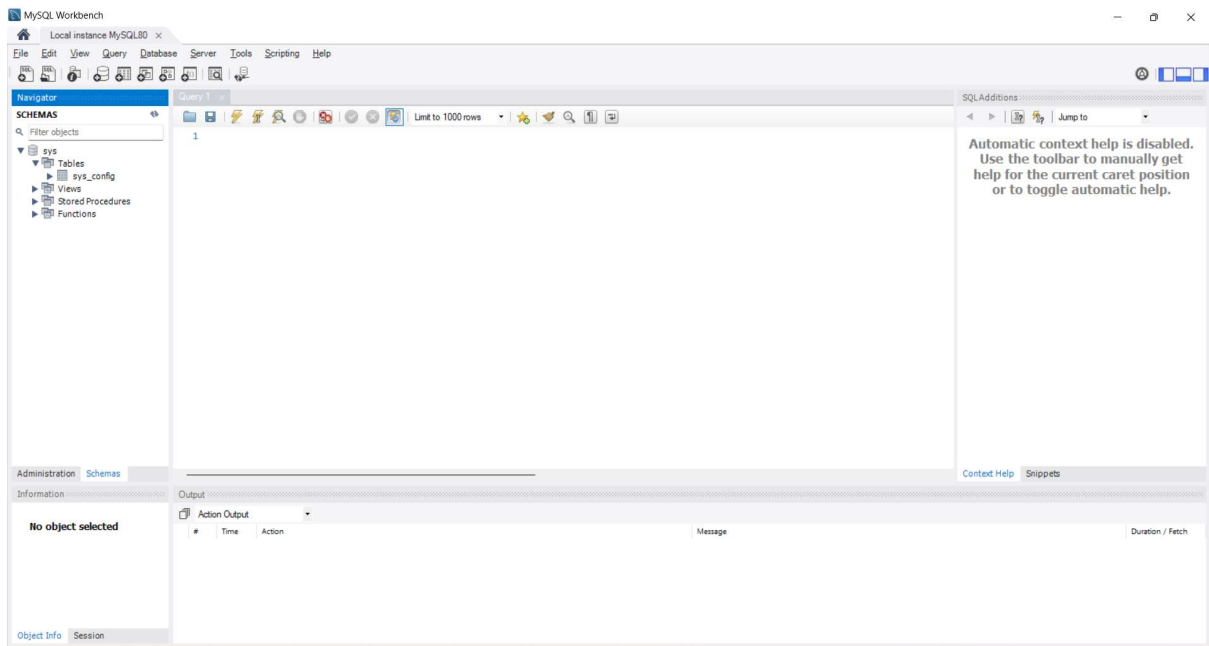 MySQL Workbench
Local instance MySQL80 ×
File Edit View Query Database Server Tools Scripting Help
Navigator
SCHEMAS
Filter objects
sys
Tables
sys_config
Views
Stored Procedures
Functions
Administration Schemas
Information
No object selected
Object Info Session
Query 1 ×
Limit to 1000 rows
1
Output
Action Output
# Time Action Message Duration / Fetch
SQLAdditions
Jump to
Automatic context help is disabled.
Use the toolbar to manually get
help for the current caret position
or to toggle automatic help.
Context Help Snippets